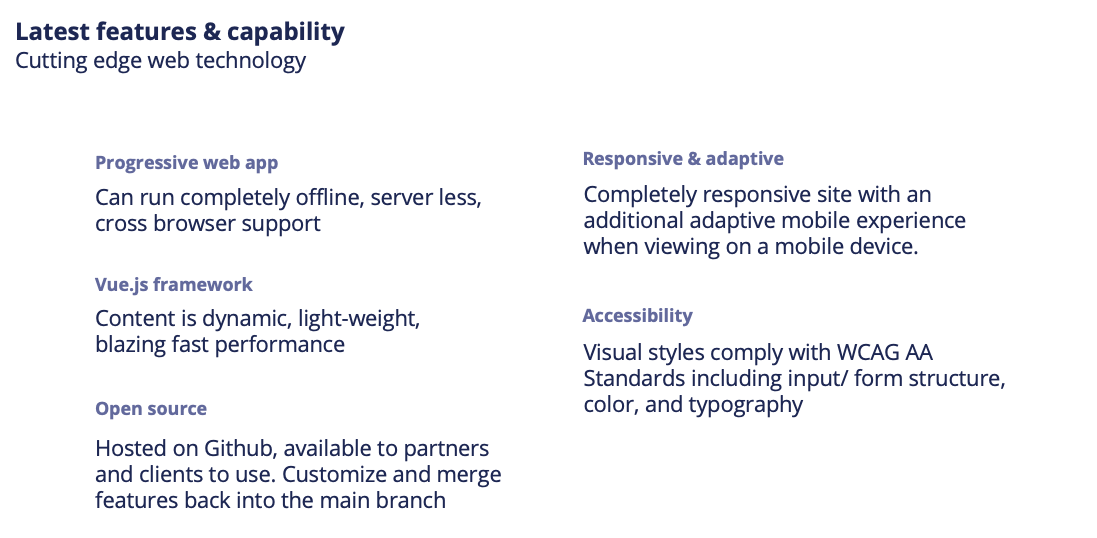 Latest features & capability
Cutting edge web technology
Progressive web app
Can run completely offline, server less,
cross browser support
Vue.js framework
Content is dynamic, light-weight,
blazing fast performance
Open source
Hosted on Github, available to partners
and clients to use. Customize and merge
features back into the main branch
Responsive & adaptive
Completely responsive site with an
additional adaptive mobile experience
when viewing on a mobile device.
Accessibility
Visual styles comply with WCAG AA
Standards including input/ form structure,
color, and typography